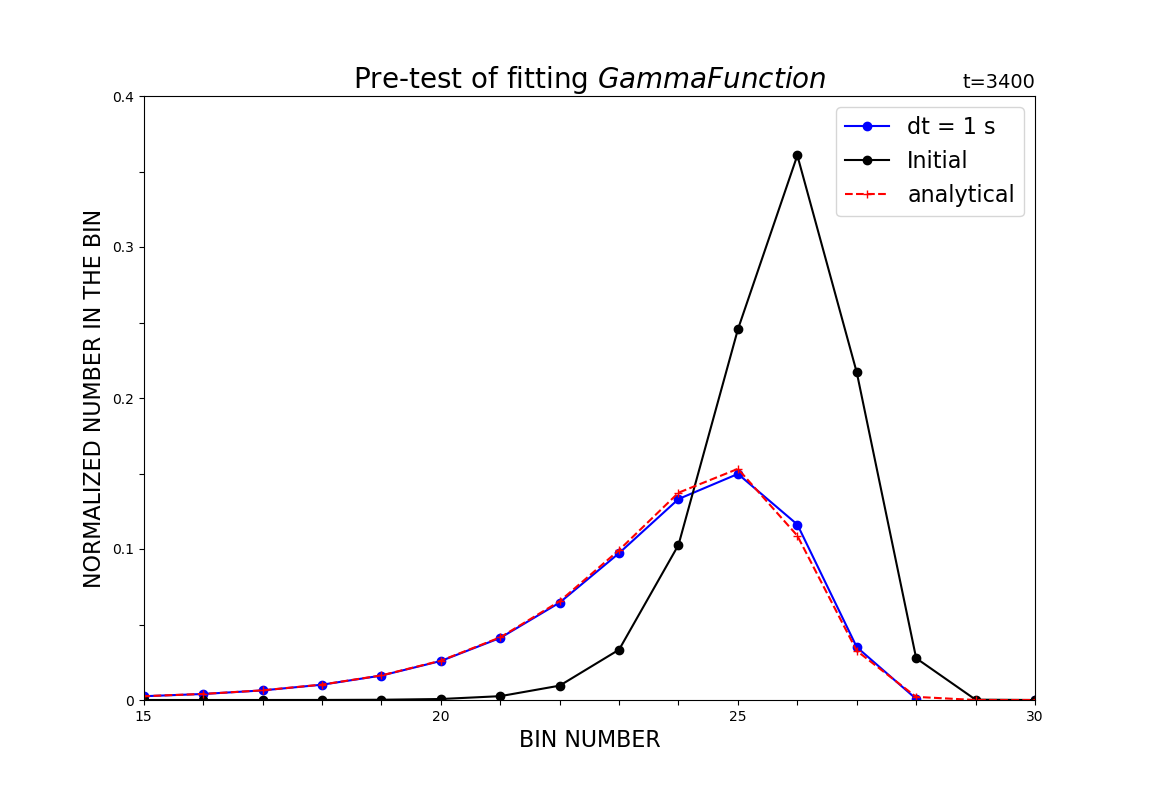 Pre-test of fitting GammaFunction
t=3400
0.4
0.3
0.2
0.1
0
NORMALIZED NUMBER IN THE BIN
dt = 1 s
Initial
analytical
15 20 25 30
BIN NUMBER